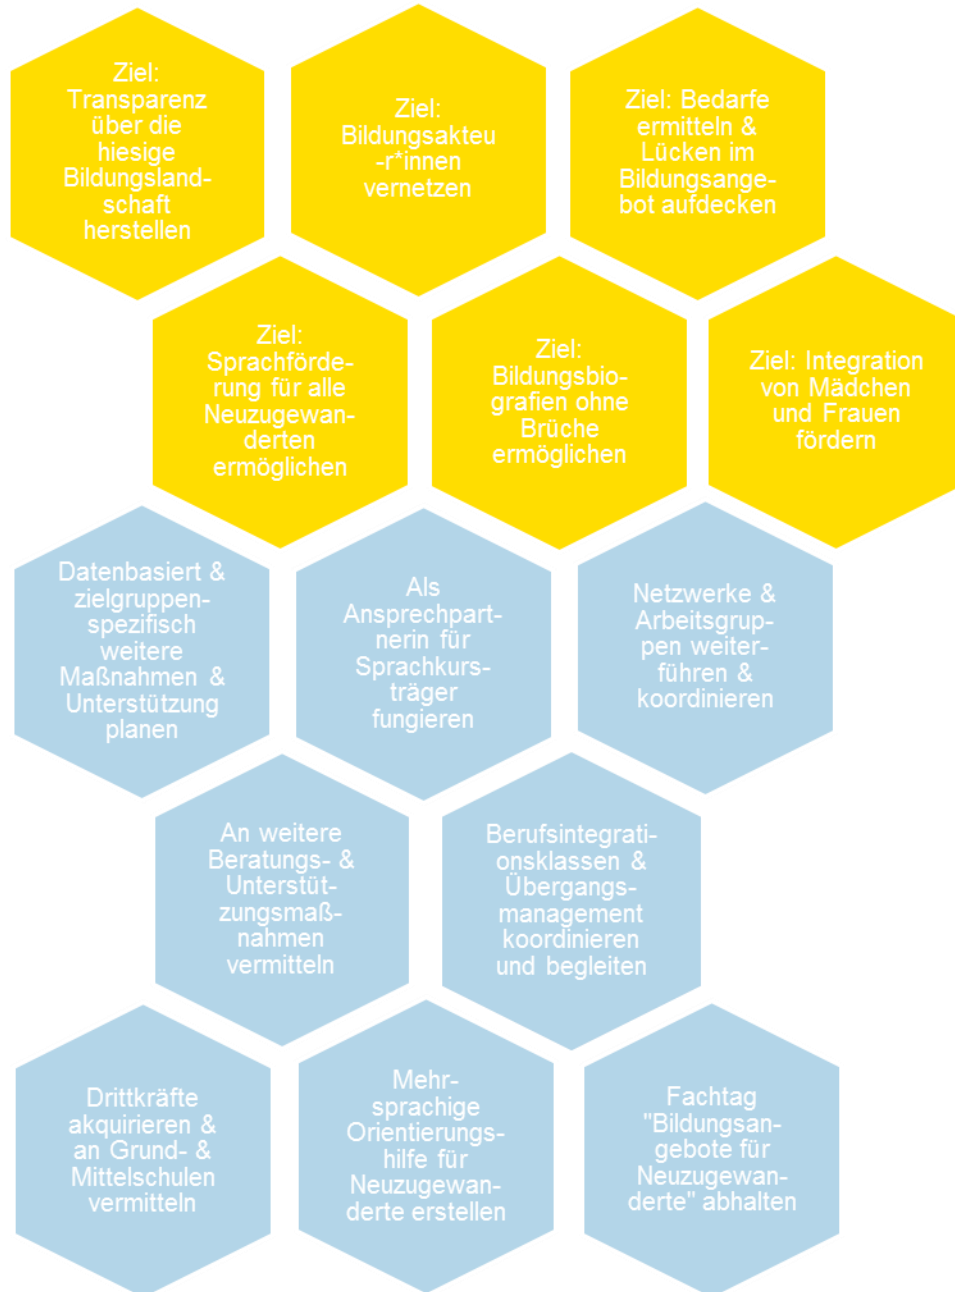 Ziel:
Transparenz
über die
hiesige
Bildungsland-
schaft
herstellen
Ziel:
Bildungsakteu
-r*innen
vernetzen
Ziel: Bedarfe
ermitteln &
Lücken im
Bildungsange-
bot aufdecken
Ziel:
Sprachförde-
rung für alle
Neuzugewan-
derten
ermöglichen
Ziel:
Bildungsbio-
grafien ohne
Brüche
ermöglichen
Ziel: Integration
von Mädchen
und Frauen
fördern
Datenbasiert &
zielgruppen-
spezifisch
weitere
Maßnahmen &
Unterstützung
planen
Als
Ansprechpart-
nerin für
Sprachkurs-
träger
fungieren
Netzwerke &
Arbeitsgrup-
pen weiter-
führen &
koordinieren
An weitere
Beratungs- &
Unterstüt-
zungsmaß-
nahmen
vermitteln
Berufsintegrati-
onsklassen &
Übergangs-
management
koordinieren
und begleiten
Drittkräfte
akquirieren &
an Grund- &
Mittelschulen
vermitteln
Mehr-
sprachige
Orientierungs-
hilfe für
Neuzugewan-
derte erstellen
Fachtag
"Bildungsan-
gebote für
Neuzugewan-
derte" abhalten